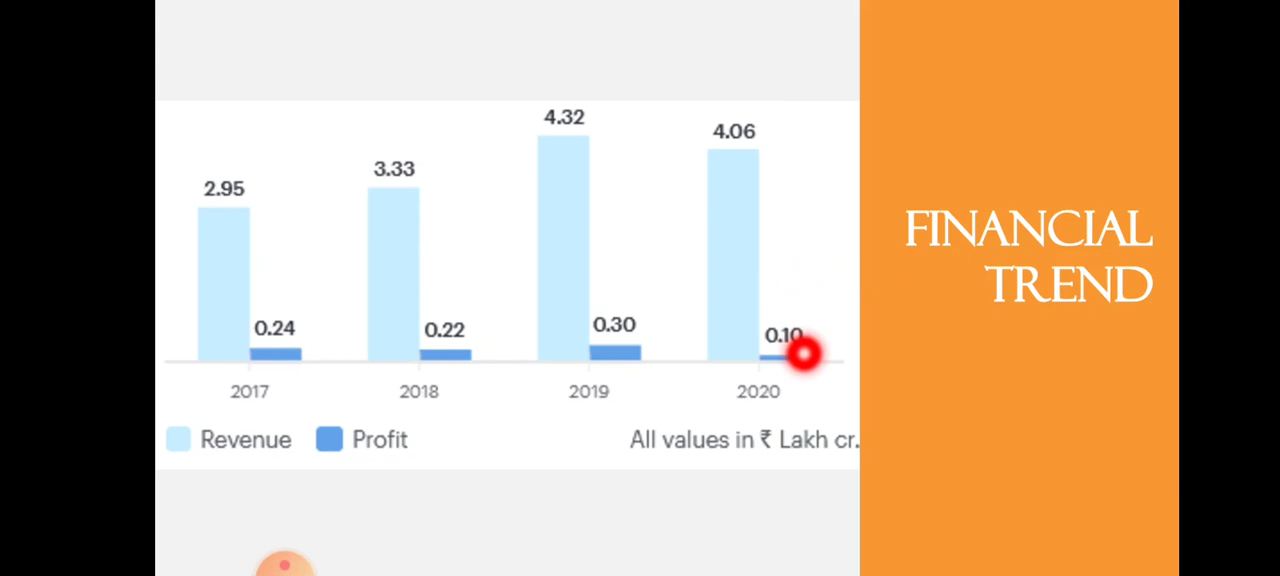 4.32
4.06
3.33
2.95
0.24
0.22
0.30
0.10
2017 2018 2019 2020
Revenue Profit All values in ₹ Lakh cr.
FINANCIAL
TREND